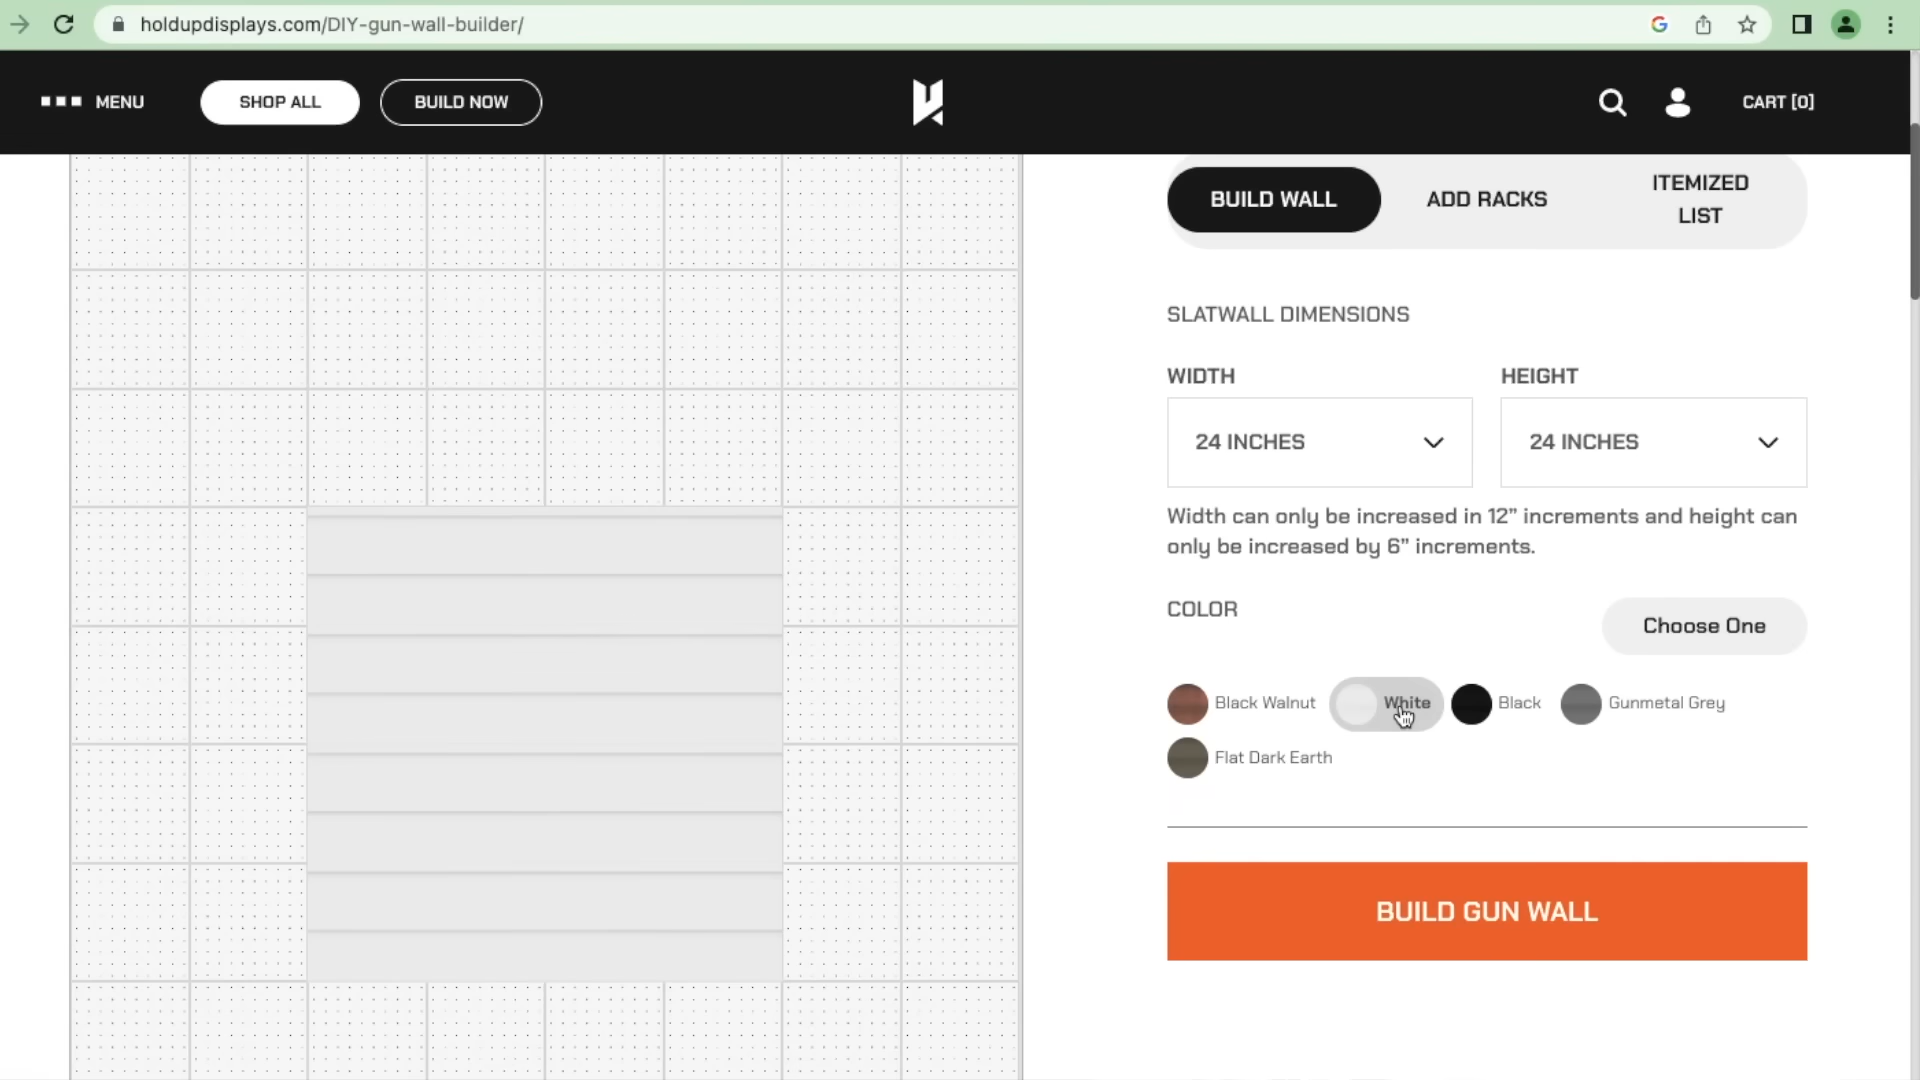 holdupdisplays.com/DIY-gun-wall-builder/
MENU
SHOP ALL
BUILD NOW
CART [0]
BUILD WALL
ADD RACKS
ITEMIZED
LIST
SLATWALL DIMENSIONS
WIDTH
HEIGHT
24 INCHES
24 INCHES
Width can only be increased in 12” increments and height can
only be increased by 6” increments.
COLOR
Choose One
Black Walnut
White
Black
Gunmetal Grey
Flat Dark Earth
BUILD GUN WALL